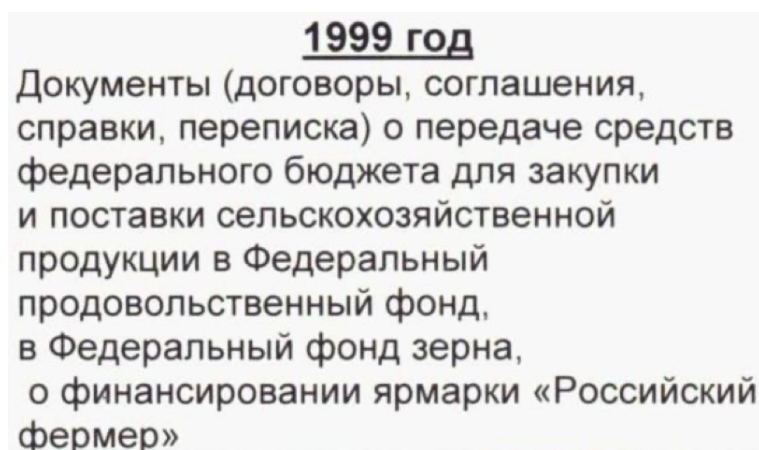 1999 год
Документы (договоры, соглашения,
справки, переписка) о передаче средств
федерального бюджета для закупки
и поставки сельскохозяйственной
продукции в Федеральный
продовольственный фонд,
в Федеральный фонд зерна,
о финансировании ярмарки «Российский
фермер»